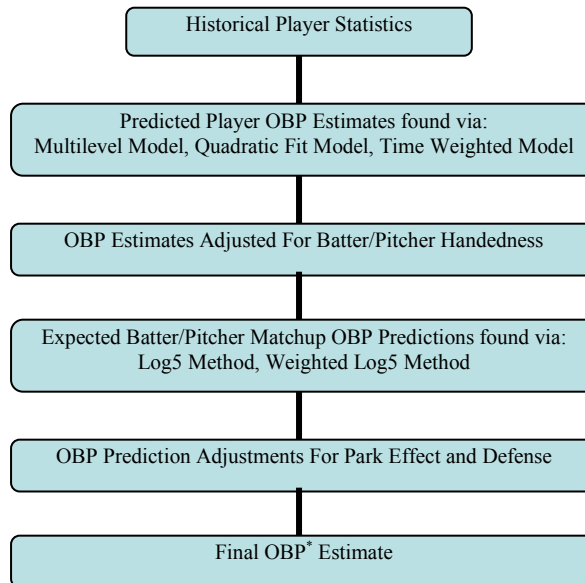 Historical Player Statistics
Predicted Player OBP Estimates found via:
Multilevel Model, Quadratic Fit Model, Time Weighted Model
OBP Estimates Adjusted For Batter/Pitcher Handedness
Expected Batter/Pitcher Matchup OBP Predictions found via:
Log5 Method, Weighted Log5 Method
OBP Prediction Adjustments For Park Effect and Defense
Final OBP* Estimate